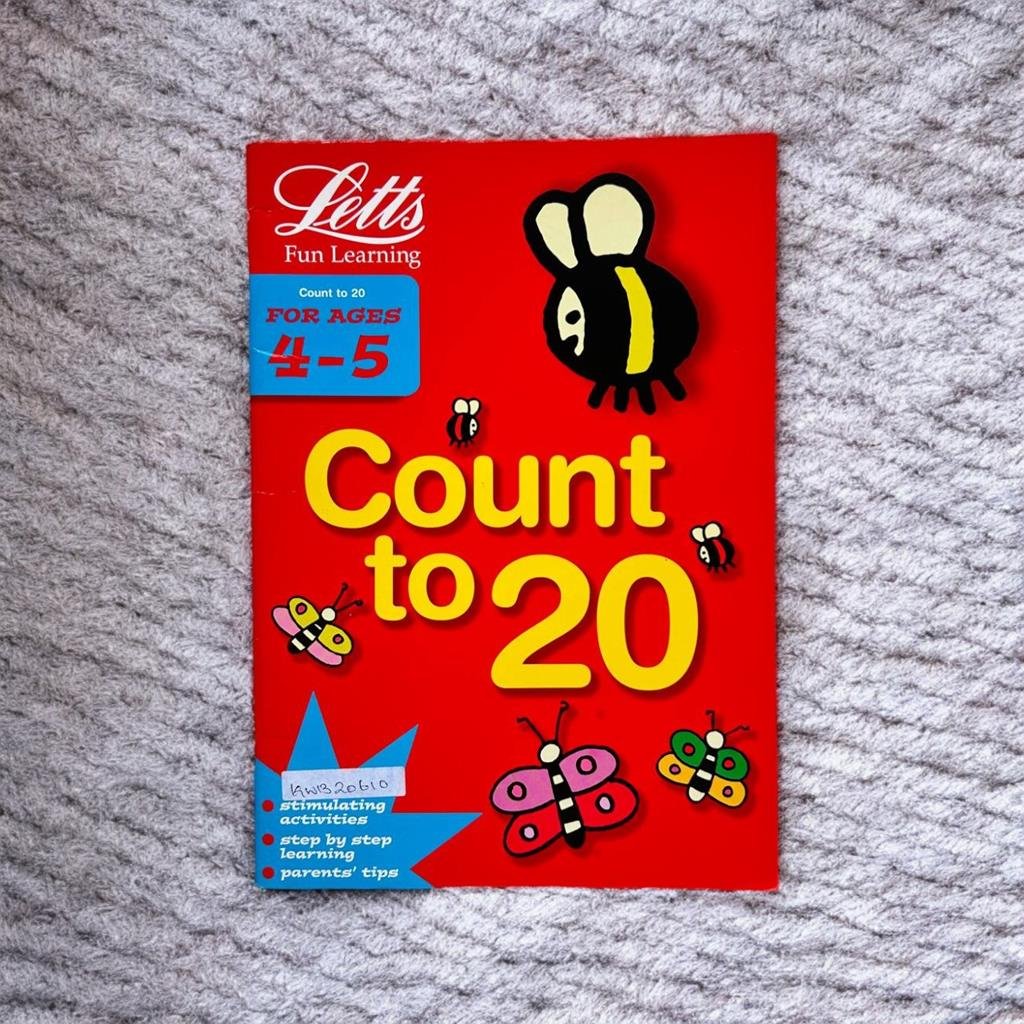 Letts
Fun Learning
Count to 20
FOR AGES
4-5
Count
to 20
KWB20610
stimulating
activities
step by step
learning
parents' tips